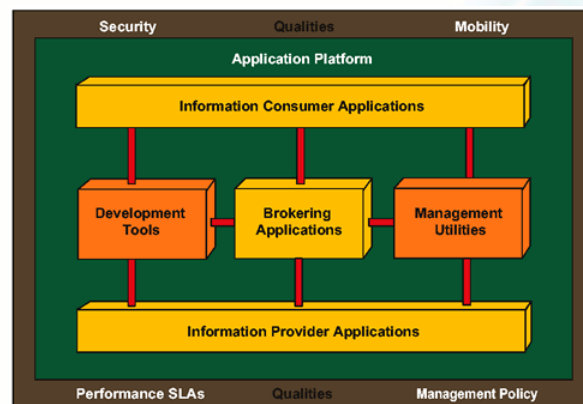 Security Qualities Mobility
Application Platform
Information Consumer Applications
Development Brokering Management
Tools Applications Utilities
Information Provider Applications
Performance SLAs Qualities Management Policy